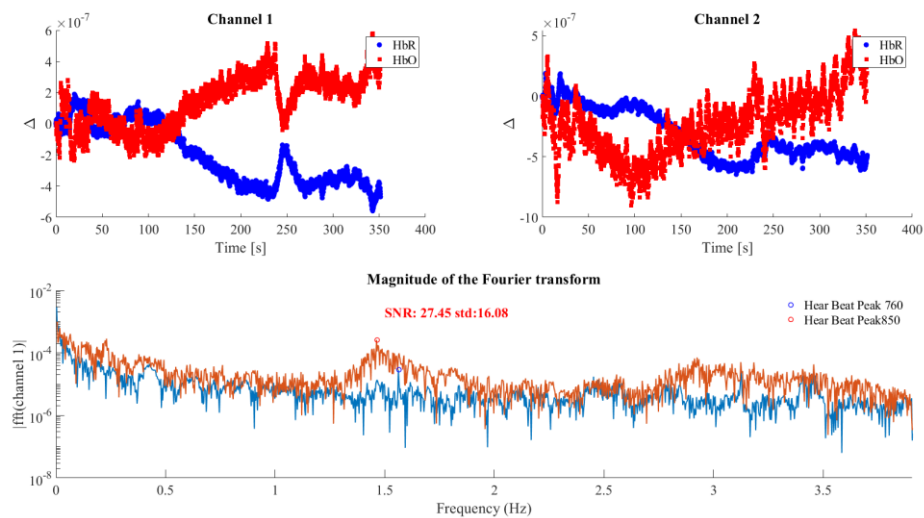 Channel 1
×10⁻⁷
6
4
2
0
-2
-4
-6
Δ
0 50 100 150 200 250 300 350 400
Time [s]
HbR
HbO
Channel 2
×10⁻⁷
5
0
-5
-10
Δ
0 50 100 150 200 250 300 350 400
Time [s]
HbR
HbO
Magnitude of the Fourier transform
SNR: 27.45 std:16.08
Hear Beat Peak 760
Hear Beat Peak850
10⁻²
10⁻⁴
10⁻⁶
10⁻⁸
|fft(channel 1)|
0 0.5 1 1.5 2 2.5 3 3.5
Frequency (Hz)